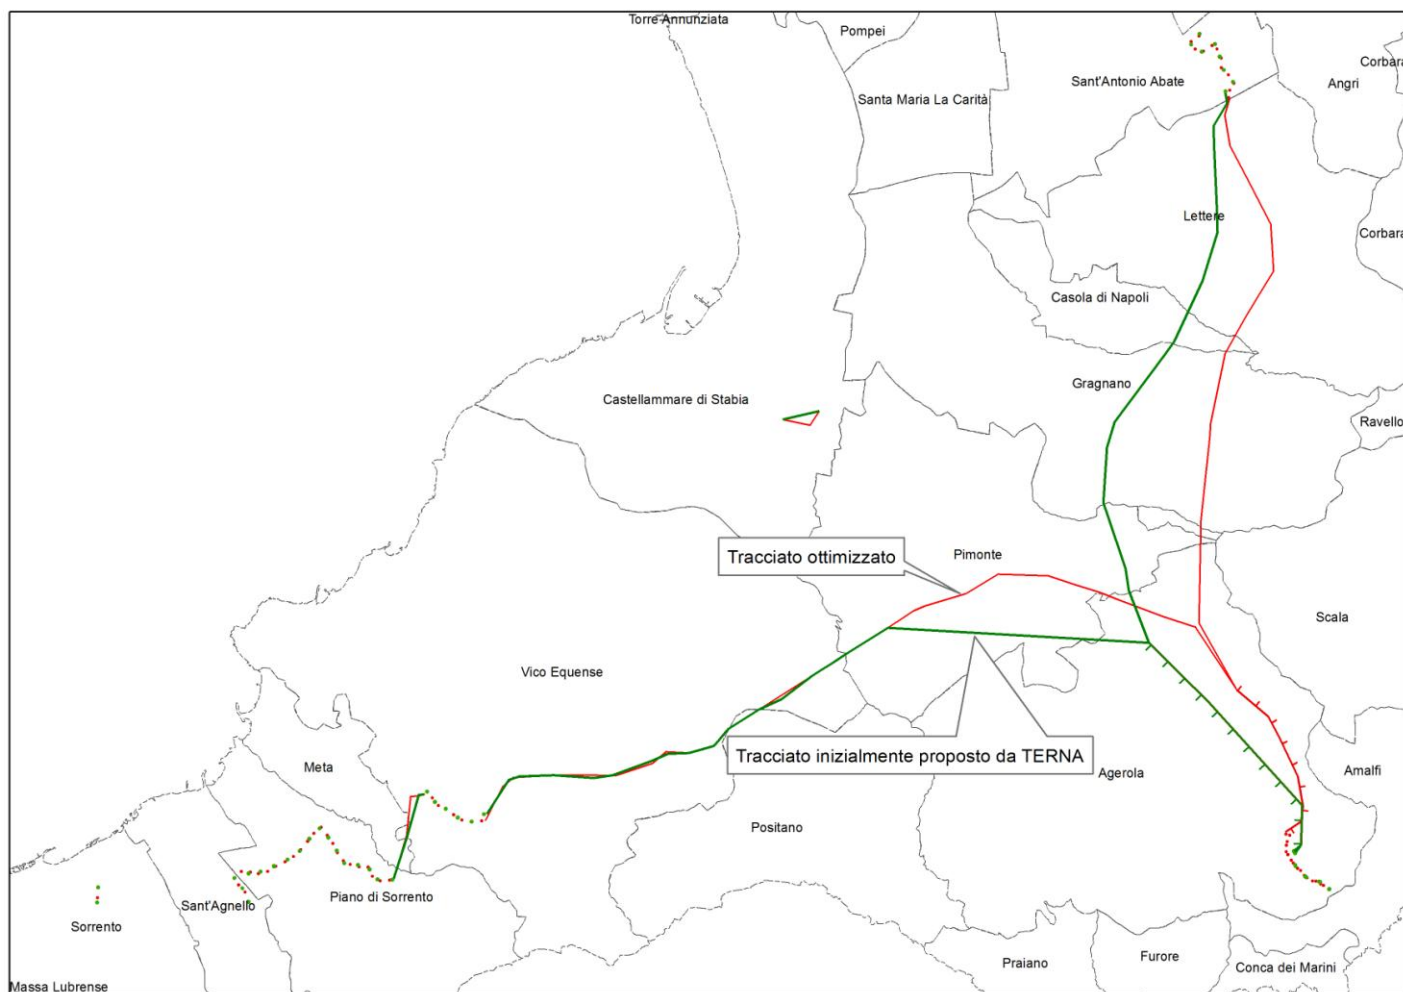 Torre Annunziata
Pompei
Corbara
Sant'Antonio Abate
Angri
Santa Maria La Carità
Lettere
Corbara
Casola di Napoli
Gragnano
Castellammare di Stabia
Ravello
Tracciato ottimizzato
Pimonte
Scala
Vico Equense
Tracciato inizialmente proposto da TERNA
Meta
Agerola
Amalfi
Positano
Piano di Sorrento
Sant'Agnello
Sorrento
Furore
Praiano
Conca dei Marini
Massa Lubrense